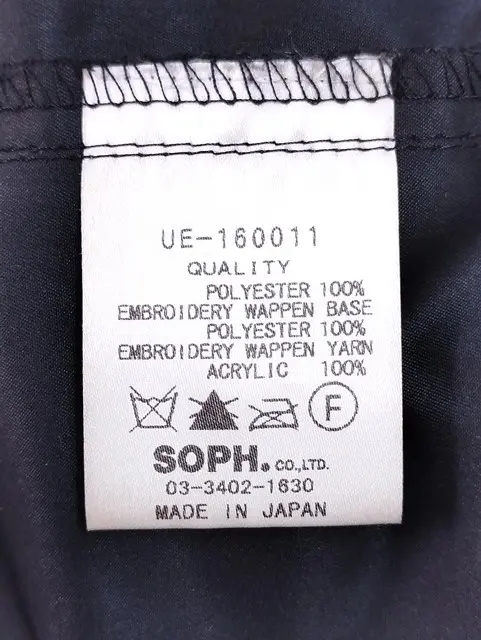 UE-160011
QUALITY
POLYESTER 100%
EMBROIDERY WAPPEN BASE
POLYESTER 100%
EMBROIDERY WAPPEN YARN
ACRYLIC 100%
F
SOPH. CO.,LTD.
03-3402-1630
MADE IN JAPAN